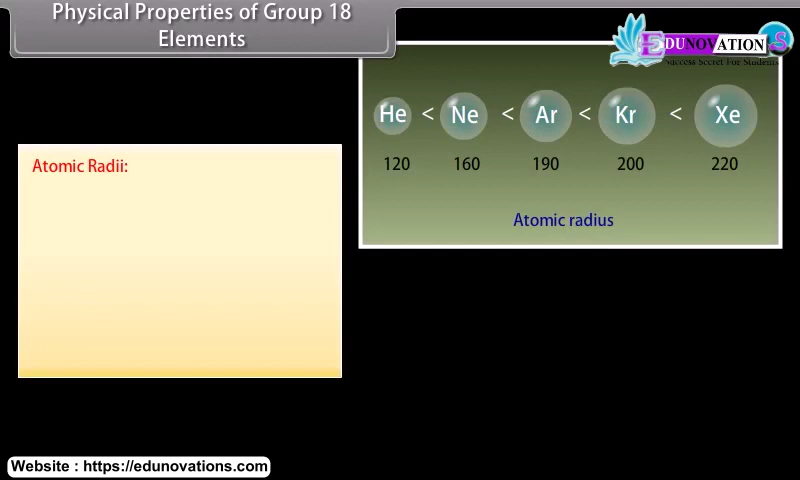 Physical Properties of Group 18
Elements
EDUNOVATION S
Success Secret For Students
He < Ne < Ar < Kr < Xe
120 160 190 200 220
Atomic radius
Atomic Radii:
Website : https://edunovations.com